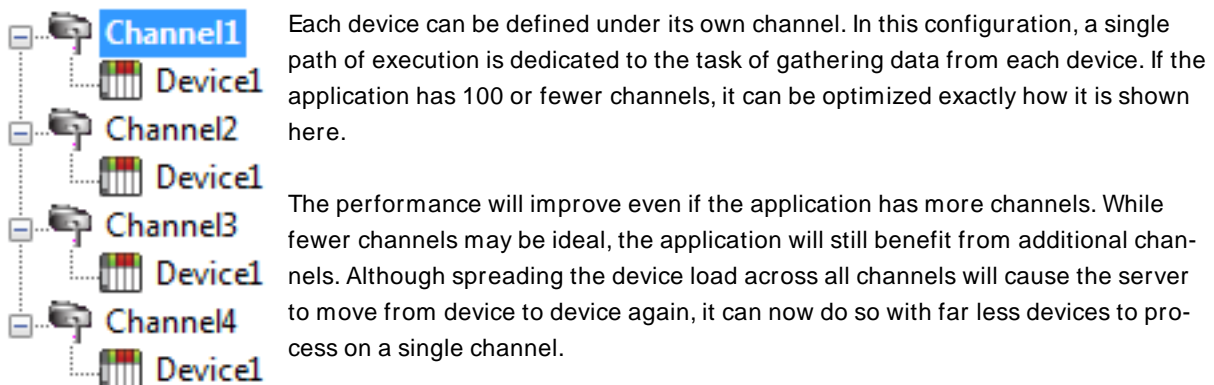 Channel1
Device1
Channel2
Device1
Channel3
Device1
Channel4
Device1
Each device can be defined under its own channel. In this configuration, a single
path of execution is dedicated to the task of gathering data from each device. If the
application has 100 or fewer channels, it can be optimized exactly how it is shown
here.
The performance will improve even if the application has more channels. While
fewer channels may be ideal, the application will still benefit from additional chan-
nels. Although spreading the device load across all channels will cause the server
to move from device to device again, it can now do so with far less devices to pro-
cess on a single channel.